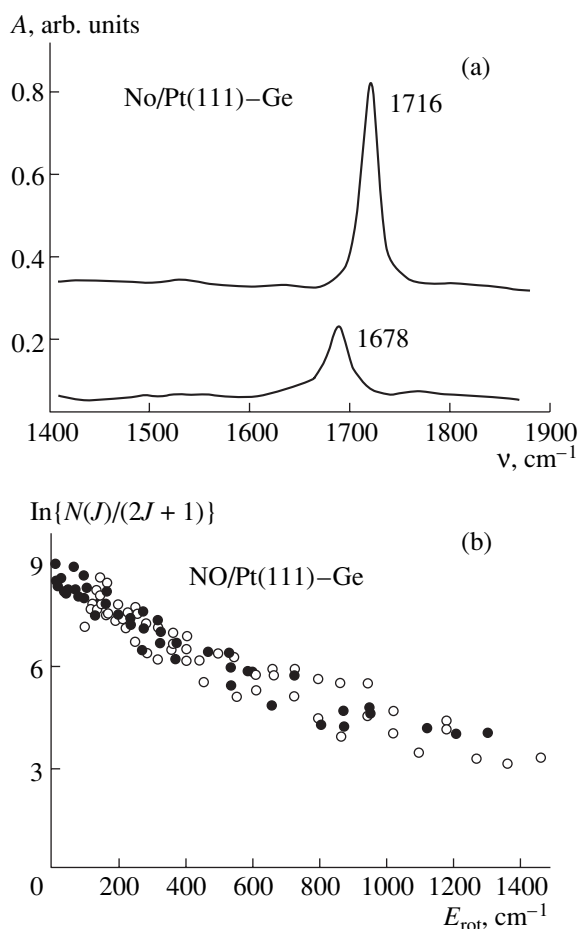 A, arb. units
(a)
No/Pt(111)–Ge
0.8
1716
0.6
0.4
0.2
1678
1400 1500 1600 1700 1800 1900
ν, cm⁻¹
In{N(J)/(2J + 1)}
(b)
9
NO/Pt(111)–Ge
6
3
0 200 400 600 800 1000 1200 1400
E_rot, cm⁻¹